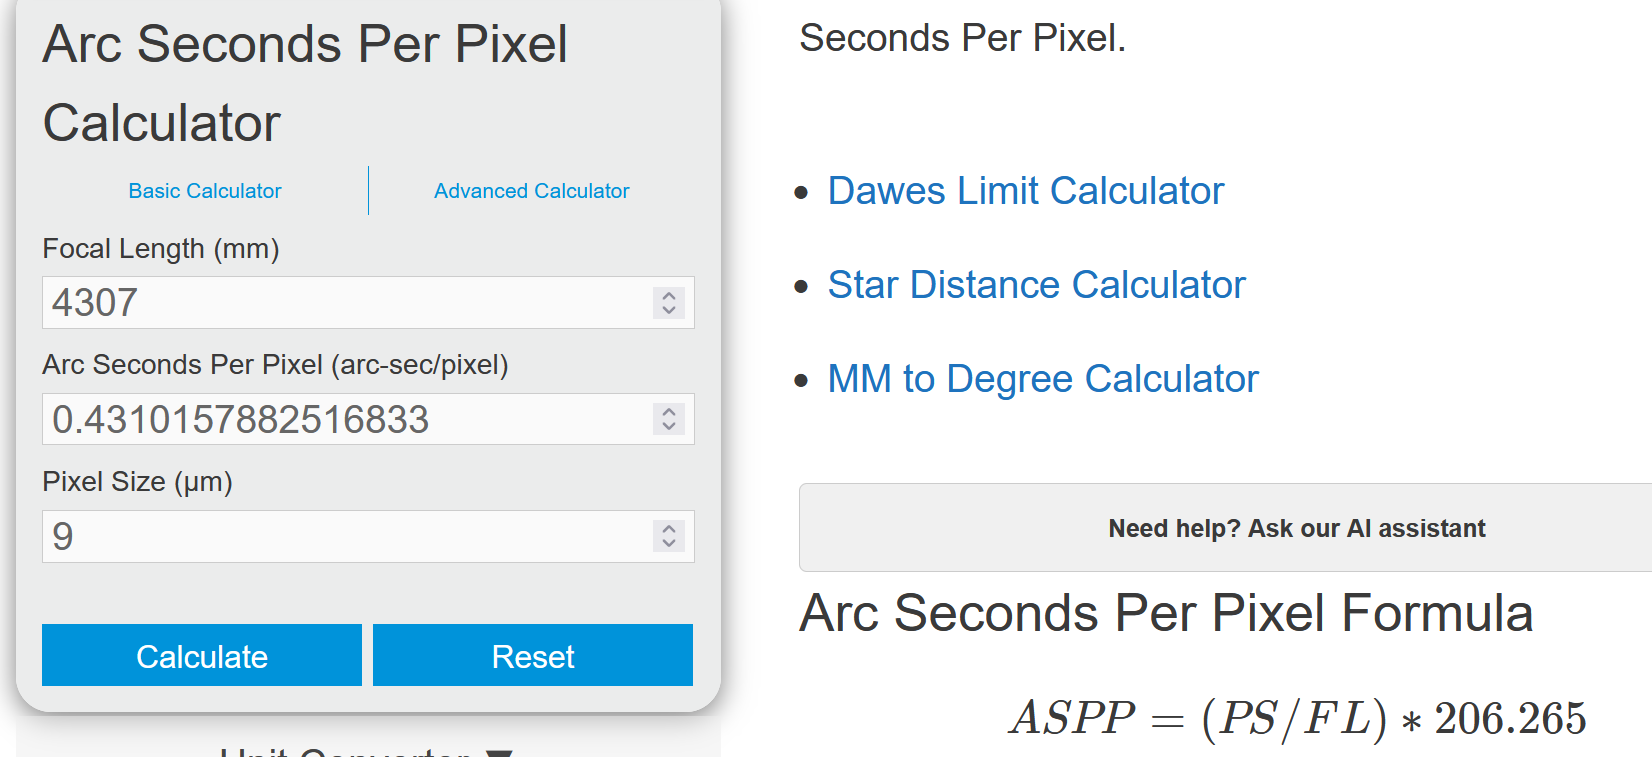 Arc Seconds Per Pixel
Calculator
Basic Calculator
Advanced Calculator
Focal Length (mm)
4307
Arc Seconds Per Pixel (arc-sec/pixel)
0.4310157882516833
Pixel Size (µm)
9
Calculate
Reset
Unit Converter ▼
Seconds Per Pixel.
• Dawes Limit Calculator
• Star Distance Calculator
• MM to Degree Calculator
Need help? Ask our AI assistant
Arc Seconds Per Pixel Formula
ASPP = (PS/FL) * 206.265